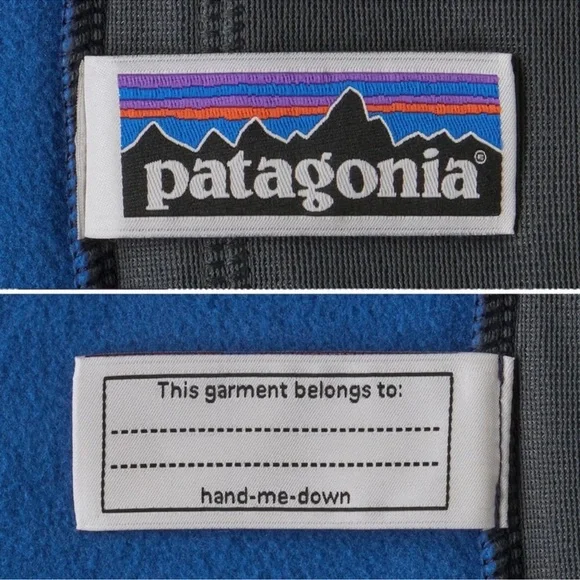 patagonia
This garment belongs to:
hand-me-down